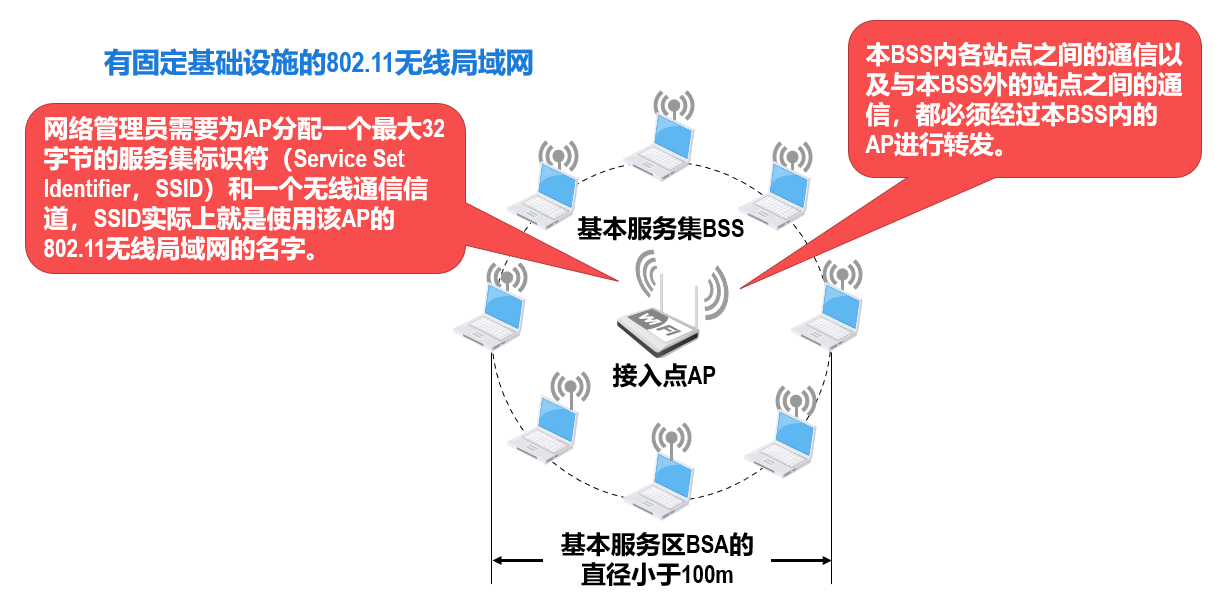 有固定基础设施的802.11无线局域网
网络管理员需要为AP分配一个最大32
字节的服务集标识符（Service Set
Identifier，SSID）和一个无线通信信
道，SSID实际上就是使用该AP的
802.11无线局域网的名字。
本BSS内各站点之间的通信以
及与本BSS外的站点之间的通
信，都必须经过本BSS内的
AP进行转发。
基本服务集BSS
WiFi
接入点AP
基本服务区BSA的
直径小于100m